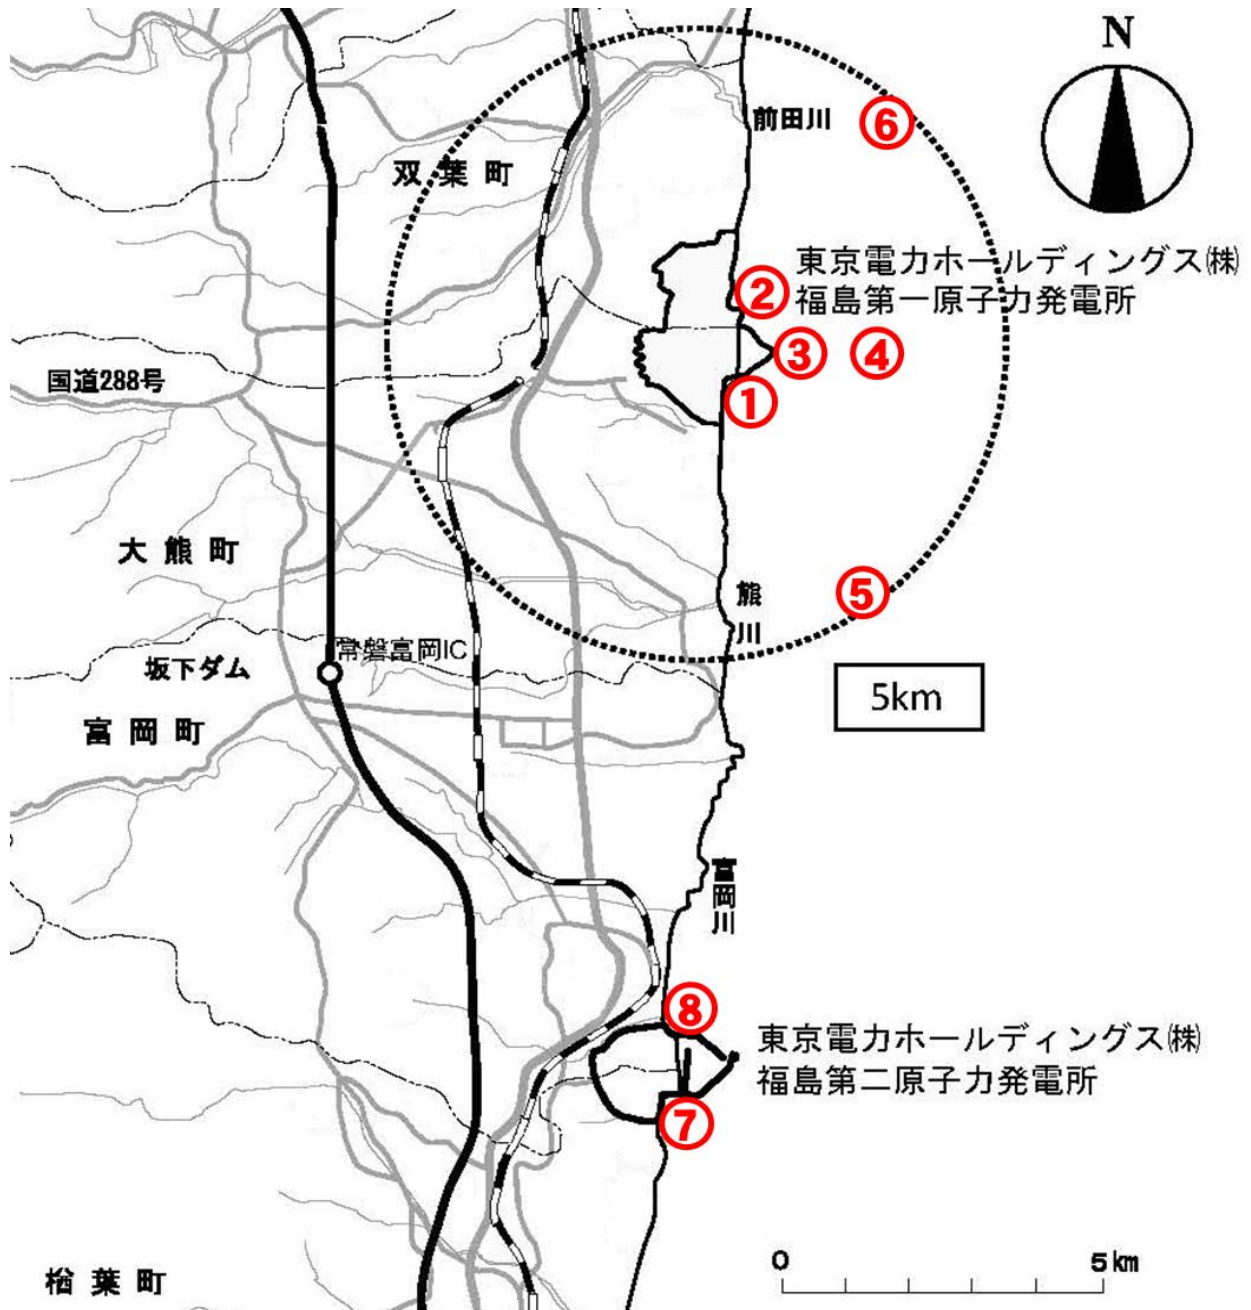 N
前田川
⑥
双葉町
東京電力ホールディングス㈱
福島第一原子力発電所
②
③
④
①
国道288号
大熊町
熊川
⑤
常磐富岡IC
坂下ダム
5km
富岡町
富岡川
⑧
東京電力ホールディングス㈱
福島第二原子力発電所
⑦
0
5km
楢葉町